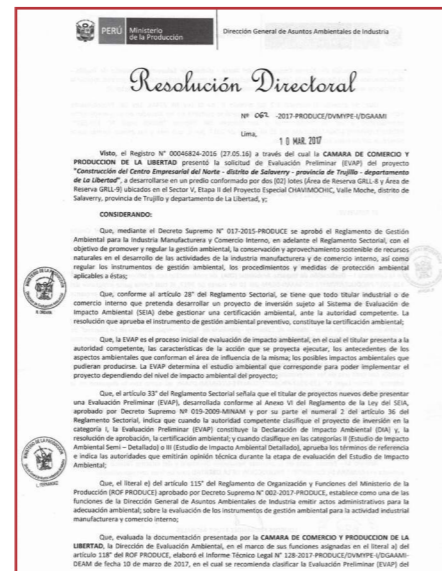 PERÚ Ministerio de la Producción
Dirección General de Asuntos Ambientales de Industria
Resolución Directoral
Nº 062 -2017-PRODUCE/DVMYPE-I/DGAAMI
Lima,
10 MAR. 2017
Visto, el Registro N° 00046824-2016 (27.05.16) a través del cual la CAMARA DE COMERCIO Y
PRODUCCION DE LA LIBERTAD presentó la solicitud de Evaluación Preliminar (EVAP) del proyecto
"Construcción del Centro Empresarial del Norte - distrito de Salaverry - provincia de Trujillo - departamento
de La Libertad", a desarrollarse en un predio conformado por dos (02) lotes (Área de Reserva GRLL-8 y Área de
Reserva GRLL-9) ubicados en el Sector V, Etapa II del Proyecto Especial CHAVIMOCHIC, Valle Moche, distrito de
Salaverry, provincia de Trujillo y departamento de La Libertad, y;
CONSIDERANDO:
Que, mediante el Decreto Supremo N° 017-2015-PRODUCE se aprobó el Reglamento de Gestión
Ambiental para la Industria Manufacturera y Comercio Interno, en adelante el Reglamento Sectorial, con el
objetivo de promover y regular la gestión ambiental, la conservación y aprovechamiento sostenible de recursos
naturales en el desarrollo de las actividades de la industria manufacturera y de comercio interno, así como
regular los instrumentos de gestión ambiental, los procedimientos y medidas de protección ambiental
aplicables a éstas;
Que, conforme al artículo 28° del Reglamento Sectorial, se tiene que todo titular industrial o de
comercio interno que pretenda desarrollar un proyecto de inversión sujeto al Sistema de Evaluación de
Impacto Ambiental (SEIA) debe gestionar una certificación ambiental, ante la autoridad competente. La
resolución que aprueba el instrumento de gestión ambiental preventivo, constituye la certificación ambiental;
Que, la EVAP es el proceso inicial de evaluación de impacto ambiental, en el cual el titular presenta a la
autoridad competente, las características de la acción que se proyecta ejecutar, los antecedentes de los
aspectos ambientales que conforman el área de influencia de la misma; los posibles impactos ambientales que
pudieran producirse. La EVAP determina el estudio ambiental que corresponde para poder implementar el
proyecto dependiendo del nivel de impacto ambiental del proyecto;
Que, el artículo 33° del Reglamento Sectorial señala que el titular de proyectos nuevos debe presentar
una Evaluación Preliminar (EVAP), desarrollada conforme al Anexo VI del Reglamento de la Ley del SEIA,
aprobado por Decreto Supremo N° 019-2009-MINAM y por su parte el numeral 2 del artículo 36 del
Reglamento Sectorial, indica que cuando la autoridad competente clasifique el proyecto de inversión en la
categoría I, la Evaluación Preliminar (EVAP) constituye la Declaración de Impacto Ambiental (DIA) y, la
resolución de aprobación, la certificación ambiental; y cuando clasifique en las categorías II (Estudio de Impacto
Ambiental Semi - Detallado) o III (Estudio de Impacto Ambiental Detallado), aprueba los términos de referencia
e indica las autoridades que emitirán opinión técnica durante la etapa de evaluación del Estudio de Impacto
Ambiental;
Que, el literal e) del artículo 115° del Reglamento de Organización y Funciones del Ministerio de la
Producción (ROF PRODUCE) aprobado por Decreto Supremo N° 002-2017-PRODUCE, establece como una de las
funciones de la Dirección General de Asuntos Ambientales de Industria emitir actos administrativos para la
adecuación ambiental; sobre la evaluación de los instrumentos de gestión ambiental para la actividad industrial
manufacturera y comercio interno;
Que, evaluada la documentación presentada por la CAMARA DE COMERCIO Y PRODUCCION DE LA
LIBERTAD, la Dirección de Evaluación Ambiental, en el marco de sus funciones asignadas en el literal a) del
artículo 118° del ROF PRODUCE, elaboró el Informe Técnico Legal N° 128-2017-PRODUCE/DVMYPE-I/DGAAMI-
DEAM de fecha 10 de marzo de 2017, en el cual se recomienda clasificar la Evaluación Preliminar (EVAP) del